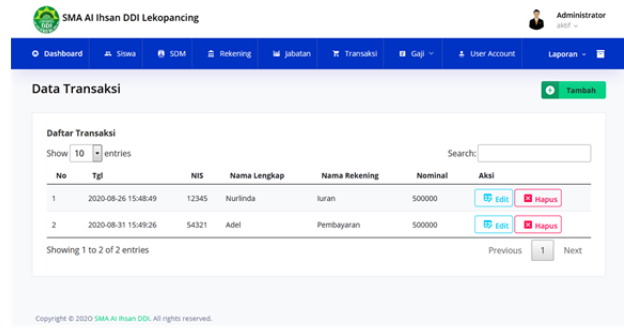 SMA Al Ihsan DDI Lekopancing
Administrator
aktif
Dashboard Siswa SDM Rekening Jabatan Transaksi Gaji User Account Laporan
Data Transaksi
Tambah
Daftar Transaksi
Show 10 entries Search:
No Tgl NIS Nama Lengkap Nama Rekening Nominal Aksi
1 2020-08-26 15:48:49 12345 Nurlinda Iuran 500000 Edit Hapus
2 2020-08-31 15:49:26 54321 Adel Pembayaran 500000 Edit Hapus
Showing 1 to 2 of 2 entries Previous 1 Next
Copyright © 2020 SMA Al Ihsan DDI. All rights reserved.